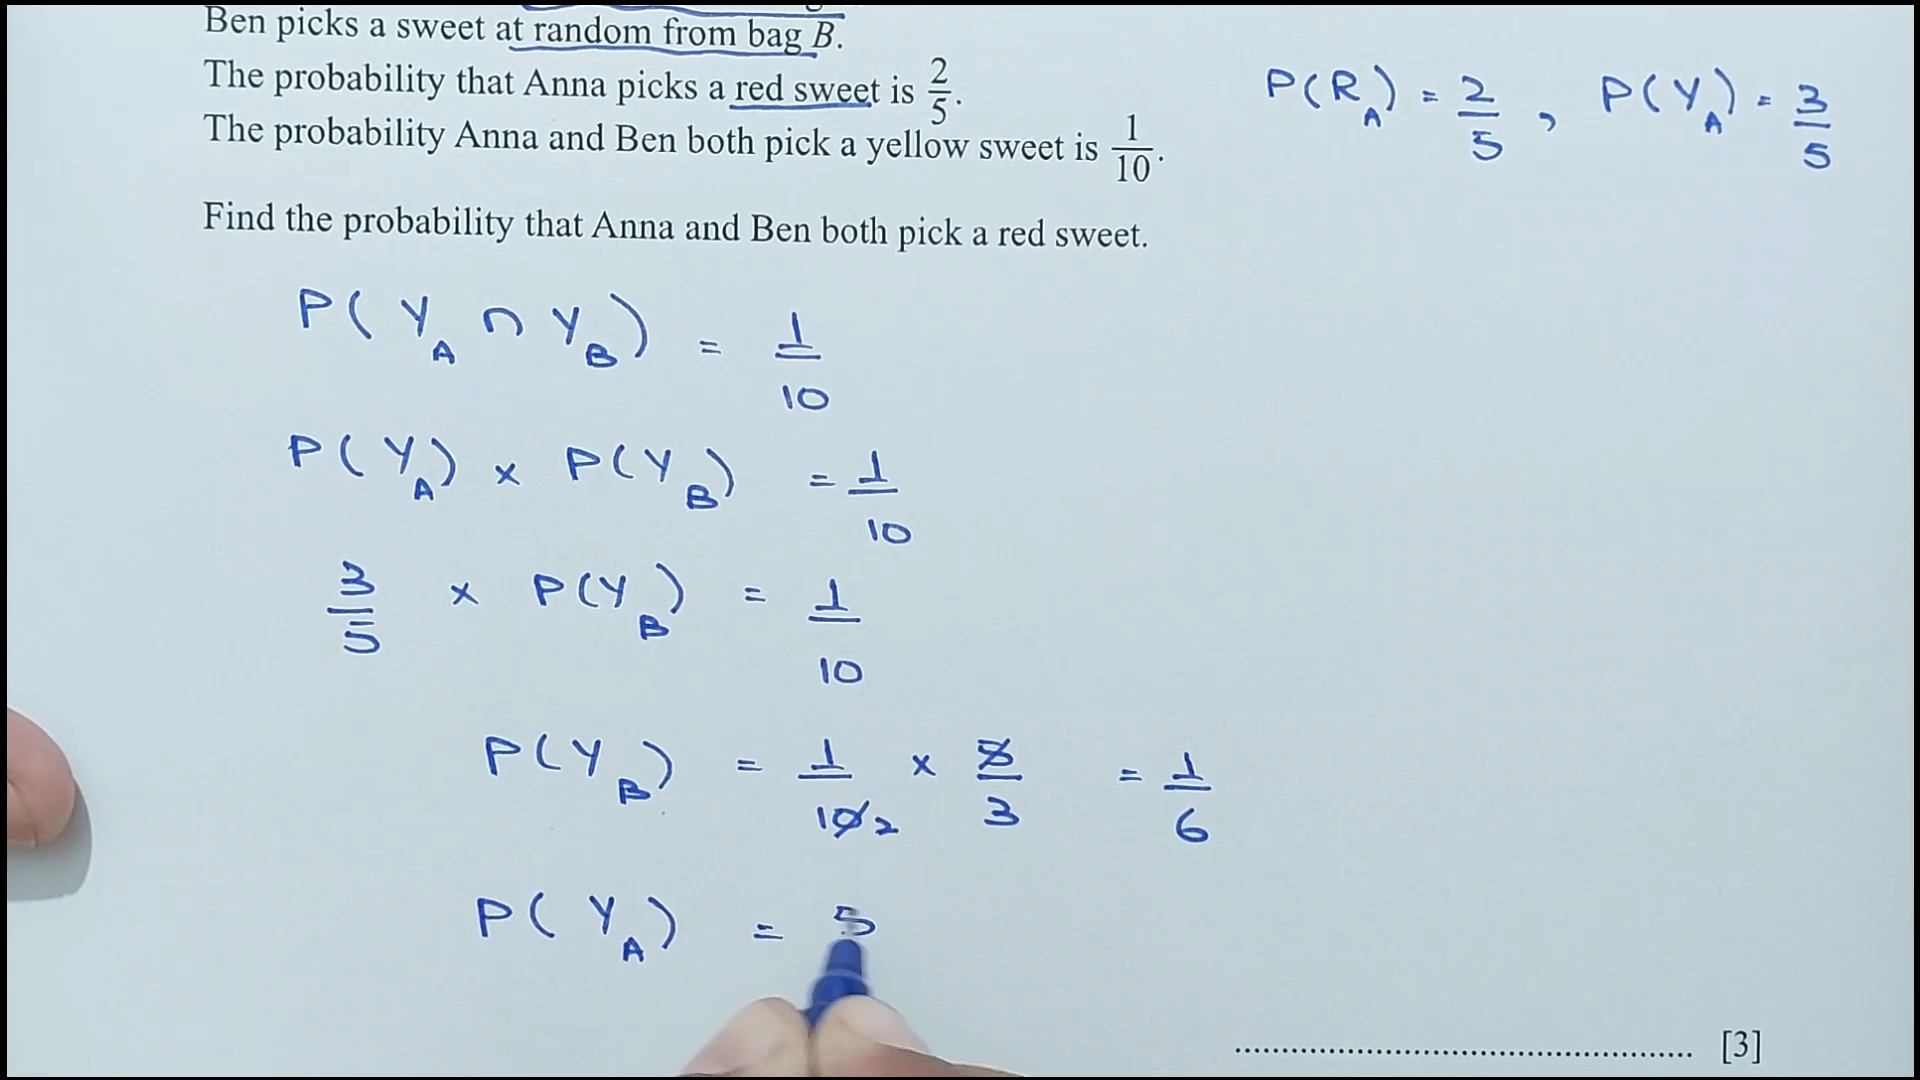 Ben picks a sweet at random from bag B.
The probability that Anna picks a red sweet is 2/5.
The probability Anna and Ben both pick a yellow sweet is 1/10.
Find the probability that Anna and Ben both pick a red sweet.
P(R_A) = 2/5 , P(Y_A) = 3/5
P(Y_A ∩ Y_B) = 1/10
P(Y_A) × P(Y_B) = 1/10
3/5 × P(Y_B) = 1/10
P(Y_B) = 1/10 2 × 5/3 = 1/6
P(Y_A) = 5
[3]